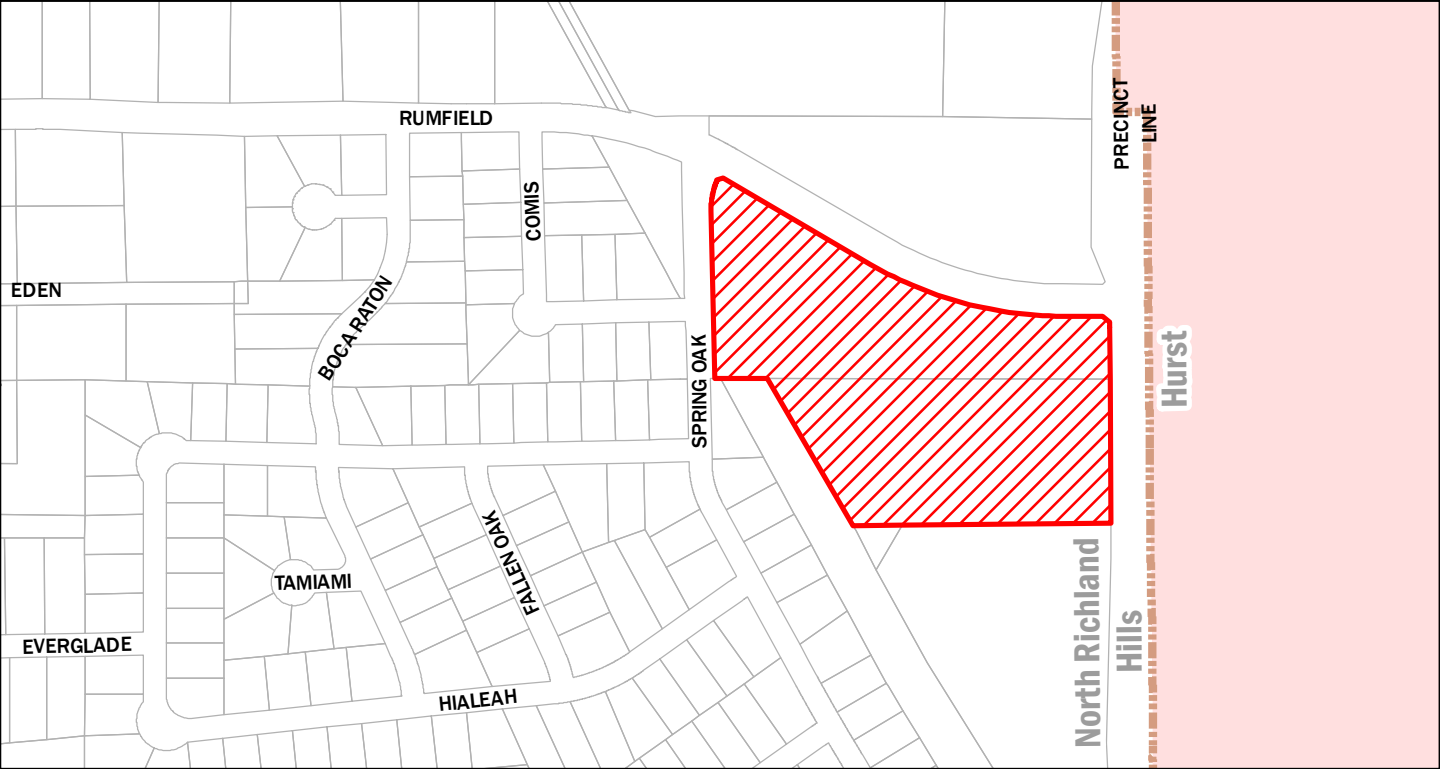 RUMFIELD
PRECINCT
LINE
COMIS
EDEN
BOCA RATON
SPRING OAK
Hurst
FALLEN OAK
TAMIAMI
EVERGLADE
HIALEAH
North Richland
Hills